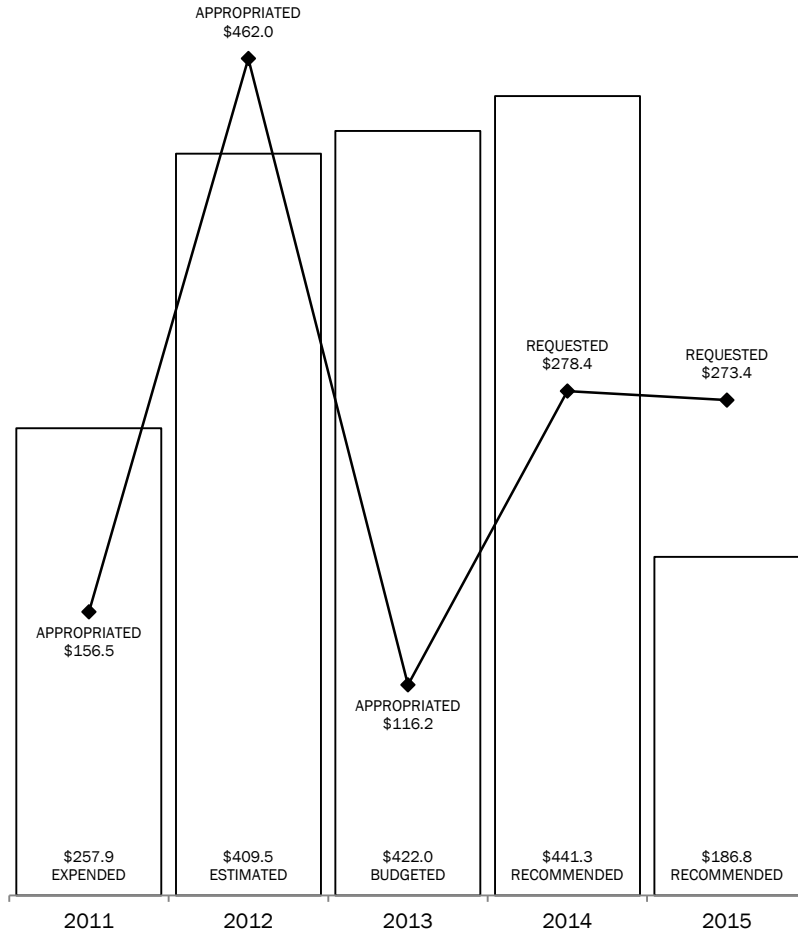 APPROPRIATED
$462.0
REQUESTED
$278.4
REQUESTED
$273.4
APPROPRIATED
$156.5
APPROPRIATED
$116.2
$257.9
EXPENDED
$409.5
ESTIMATED
$422.0
BUDGETED
$441.3
RECOMMENDED
$186.8
RECOMMENDED
2011
2012
2013
2014
2015